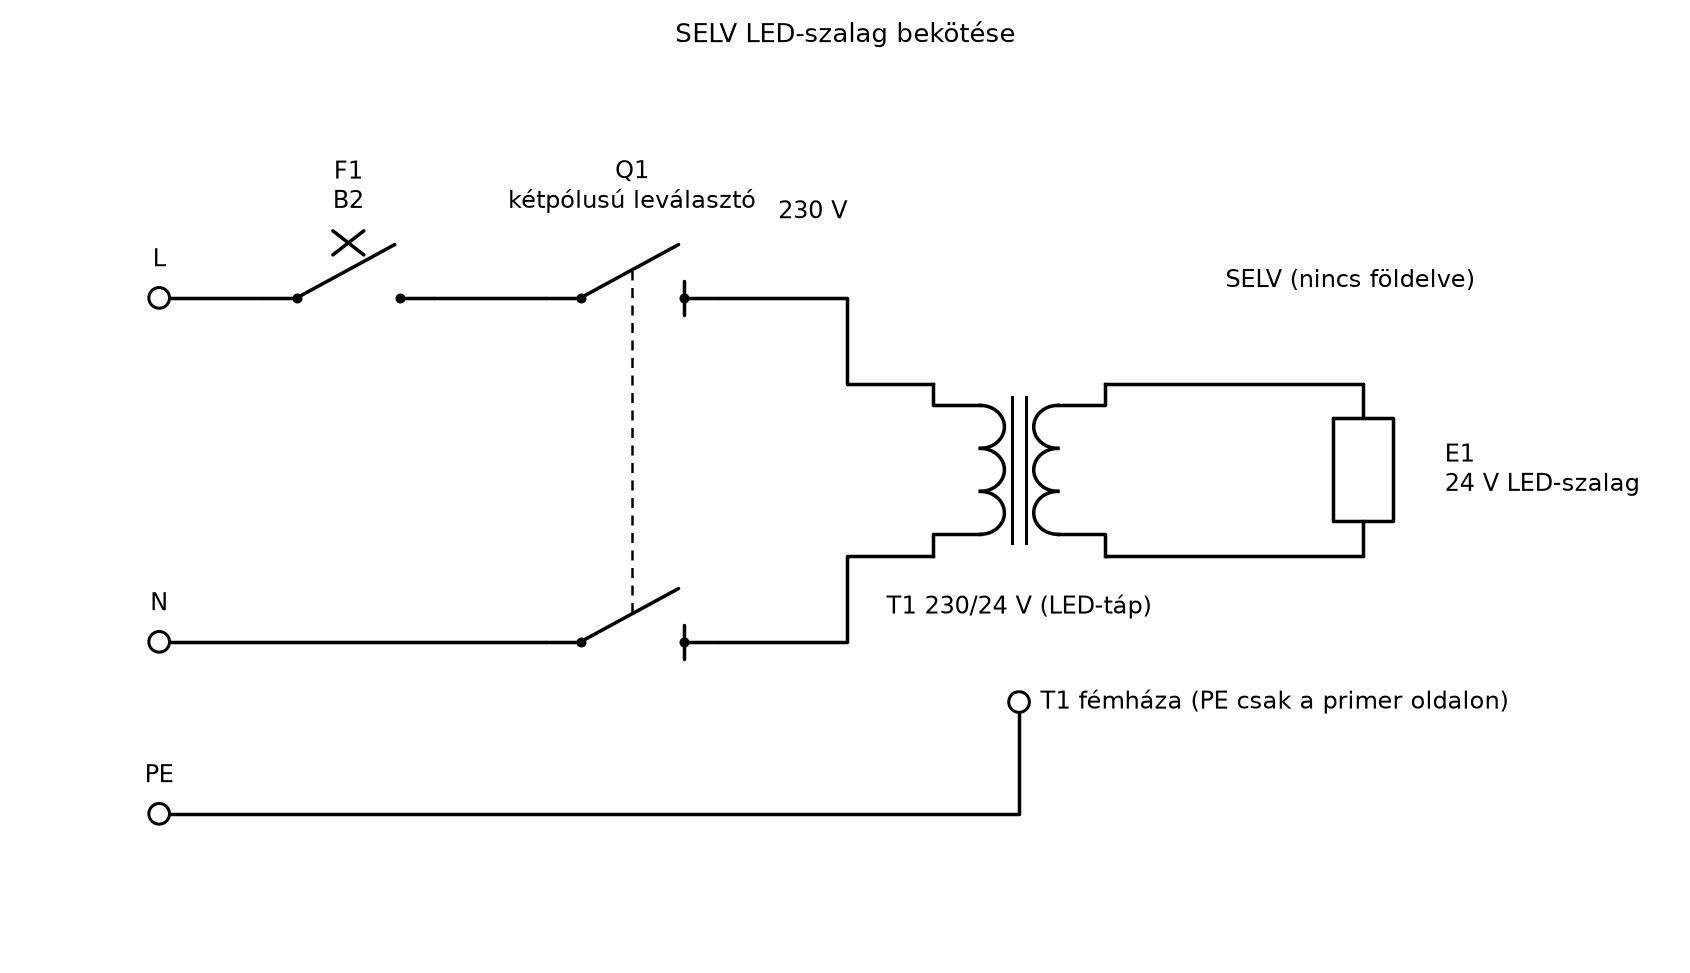 SELV LED-szalag bekötése
F1
B2
Q1
kétpólusú leválasztó
230 V
L
SELV (nincs földelve)
E1
24 V LED-szalag
N
T1 230/24 V (LED-táp)
T1 fémháza (PE csak a primer oldalon)
PE